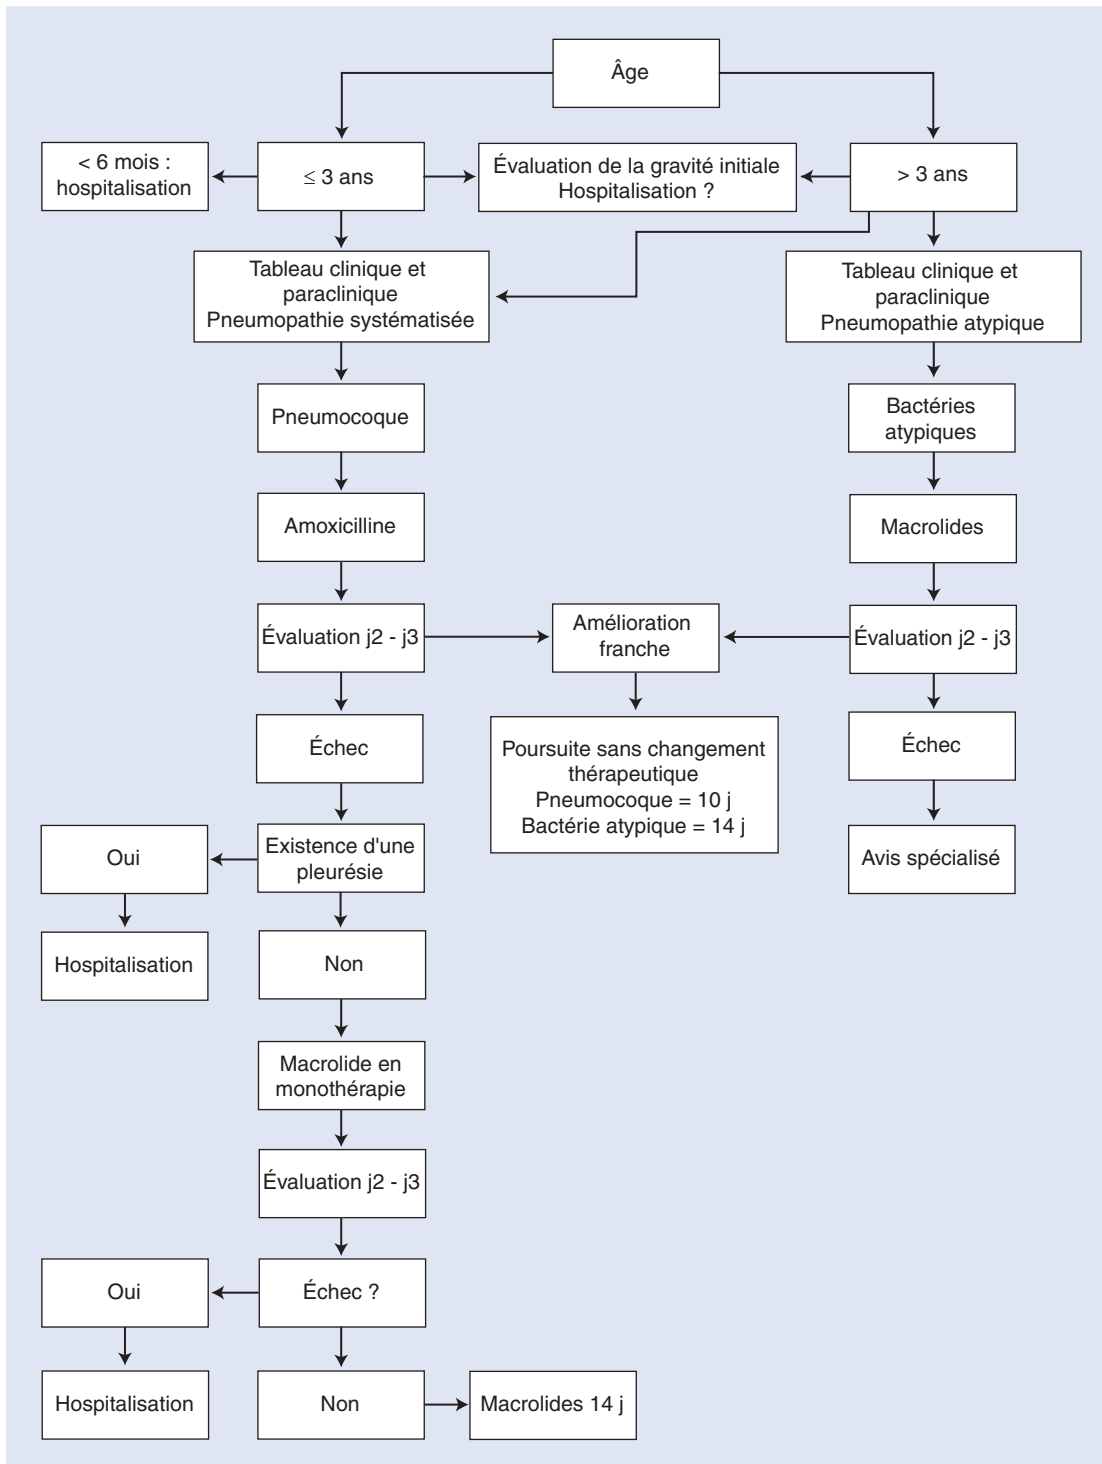 Âge
< 6 mois :
hospitalisation
≤ 3 ans
Évaluation de la gravité initiale
Hospitalisation ?
> 3 ans
Tableau clinique et
paraclinique
Pneumopathie systématisée
Tableau clinique et
paraclinique
Pneumopathie atypique
Pneumocoque
Bactéries
atypiques
Amoxicilline
Macrolides
Évaluation j2 - j3
Amélioration
franche
Évaluation j2 - j3
Échec
Poursuite sans changement
thérapeutique
Pneumocoque = 10 j
Bactérie atypique = 14 j
Échec
Oui
Existence d'une
pleurésie
Avis spécialisé
Hospitalisation
Non
Macrolide en
monothérapie
Évaluation j2 - j3
Oui
Échec ?
Hospitalisation
Non
Macrolides 14 j